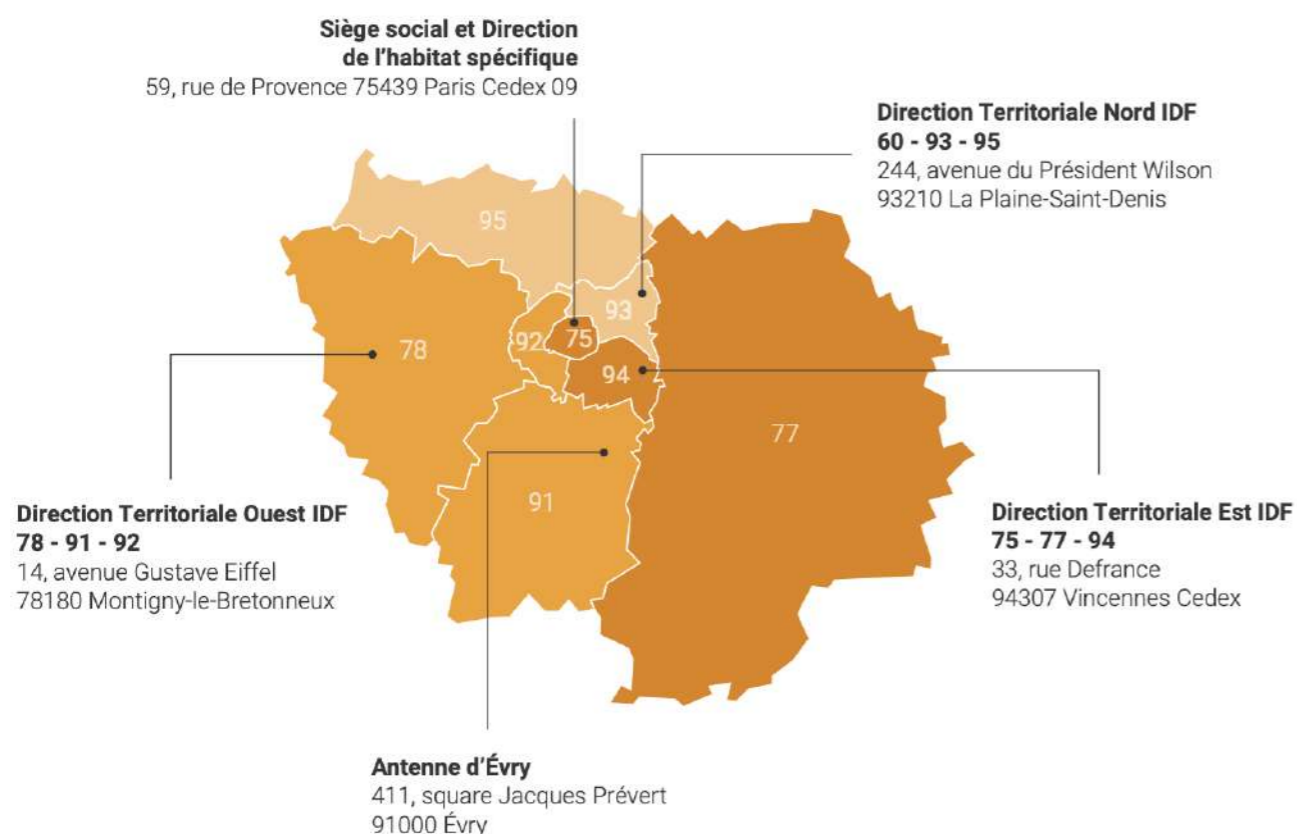 Siège social et Direction
de l'habitat spécifique
59, rue de Provence 75439 Paris Cedex 09
Direction Territoriale Nord IDF
60 - 93 - 95
244, avenue du Président Wilson
93210 La Plaine-Saint-Denis
95
93
92
75
78
94
77
91
Direction Territoriale Ouest IDF
78 - 91 - 92
14, avenue Gustave Eiffel
78180 Montigny-le-Bretonneux
Direction Territoriale Est IDF
75 - 77 - 94
33, rue Defrance
94307 Vincennes Cedex
Antenne d'Évry
411, square Jacques Prévert
91000 Évry